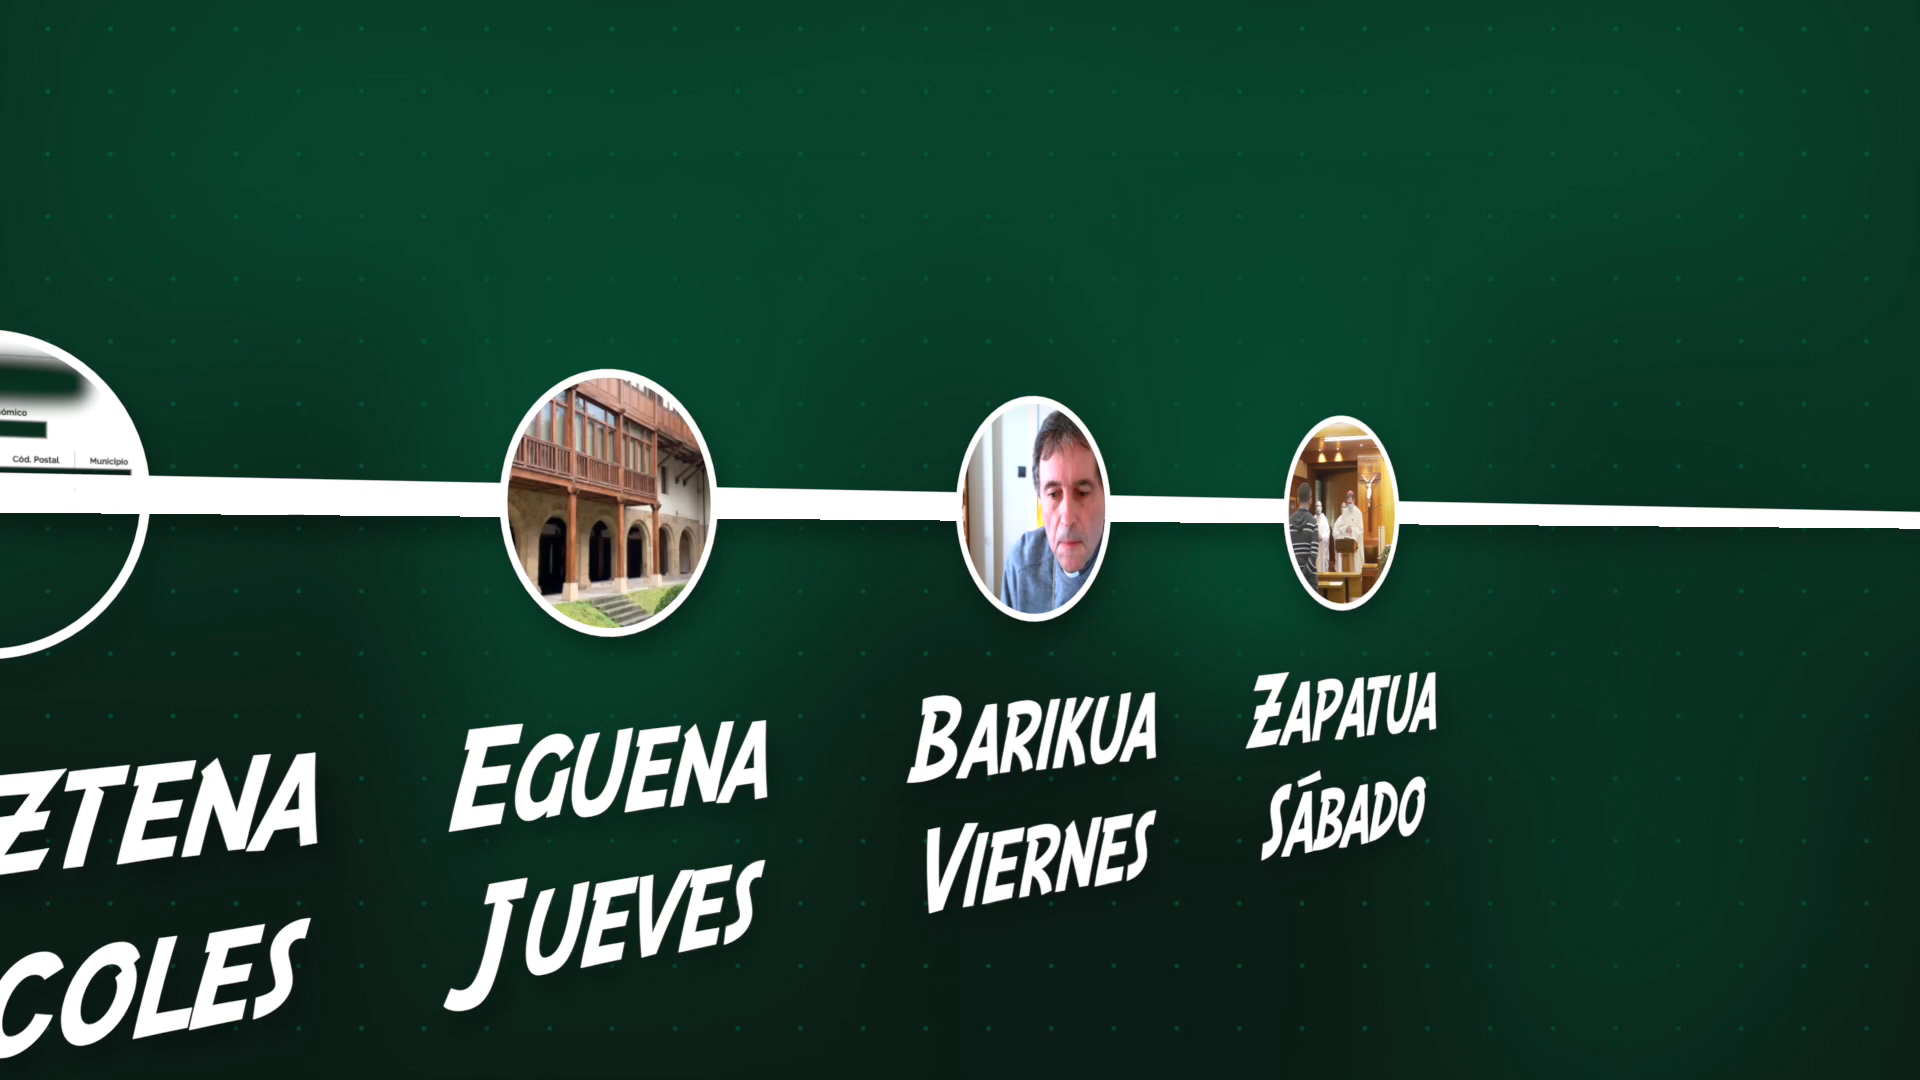 Cód. Postal Municipio
ZTENA
COLES
EGUENA
JUEVES
BARIKUA
VIERNES
ZAPATUA
SÁBADO